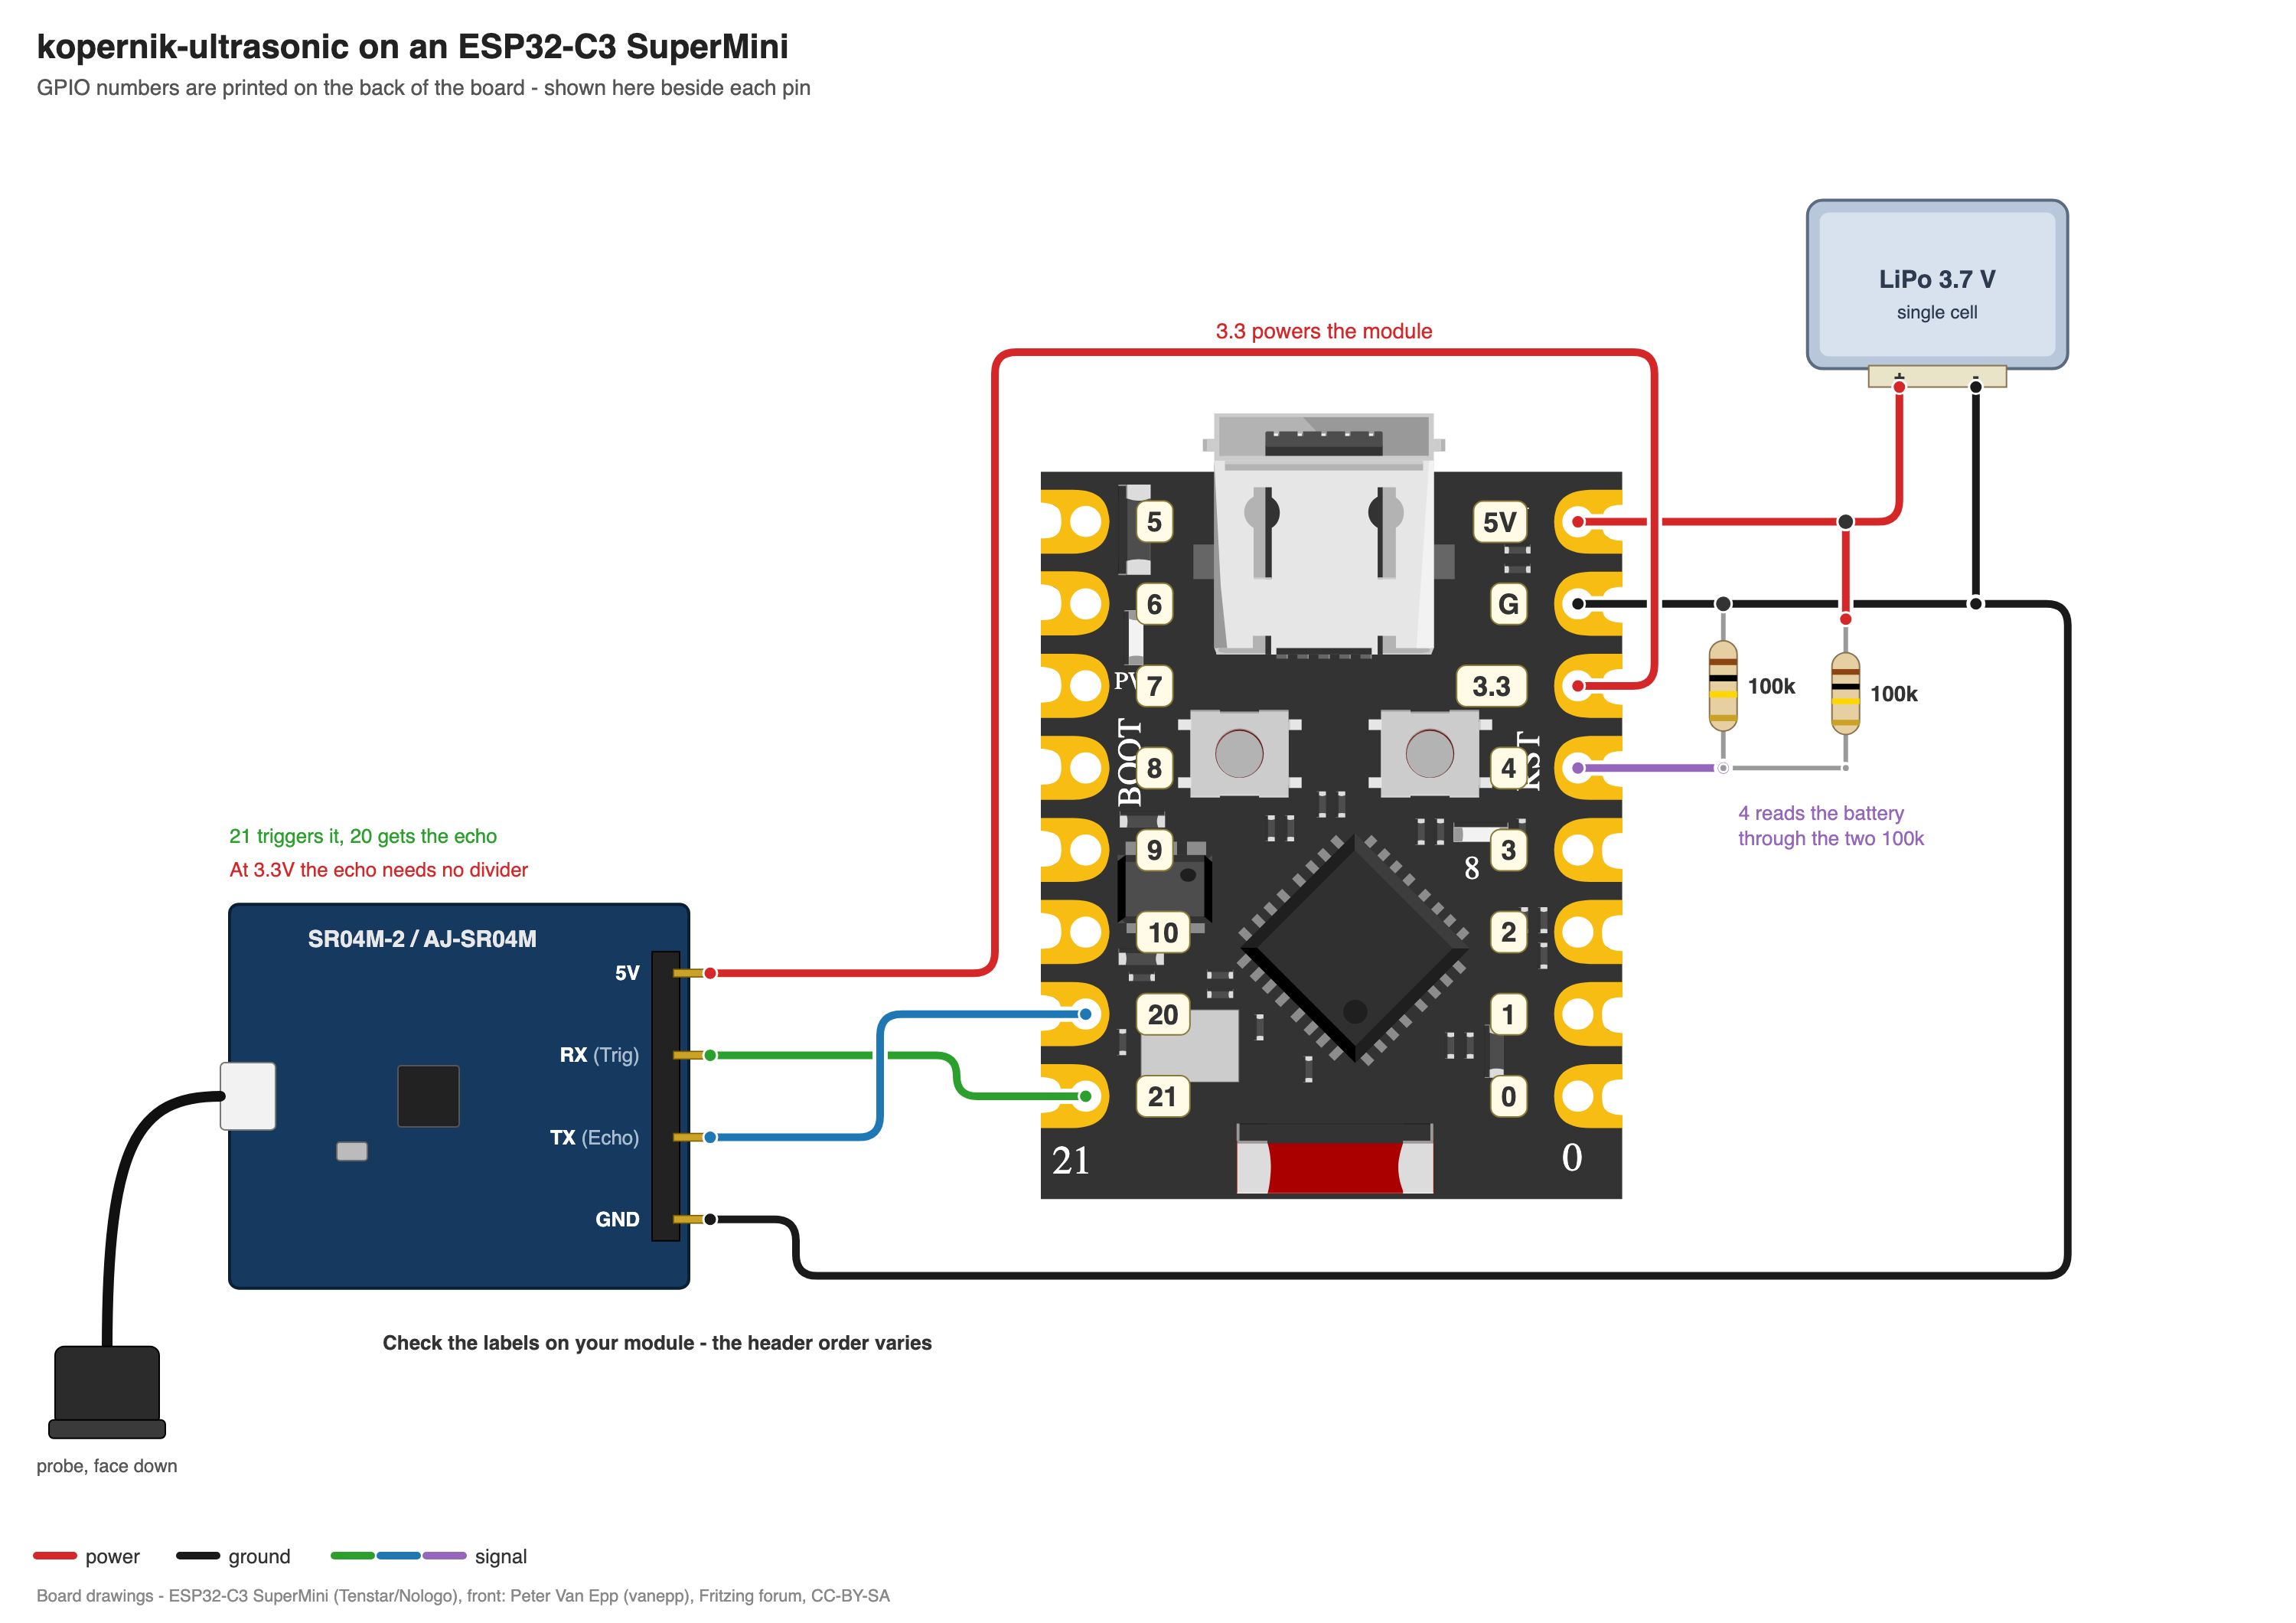 kopernik-ultrasonic on an ESP32-C3 SuperMini
GPIO numbers are printed on the back of the board - shown here beside each pin
LiPo 3.7 V
single cell
+ -
3.3 powers the module
5 5V
6 G
7 3.3
100k 100k
BOOT
8 4
4 reads the battery
through the two 100k
21 triggers it, 20 gets the echo
At 3.3V the echo needs no divider
9 3
8
SR04M-2 / AJ-SR04M
10 2
5V
20 1
RX (Trig)
21 0
TX (Echo)
21 0
GND
Check the labels on your module - the header order varies
probe, face down
power ground signal
Board drawings - ESP32-C3 SuperMini (Tenstar/Nologo), front: Peter Van Epp (vanepp), Fritzing forum, CC-BY-SA